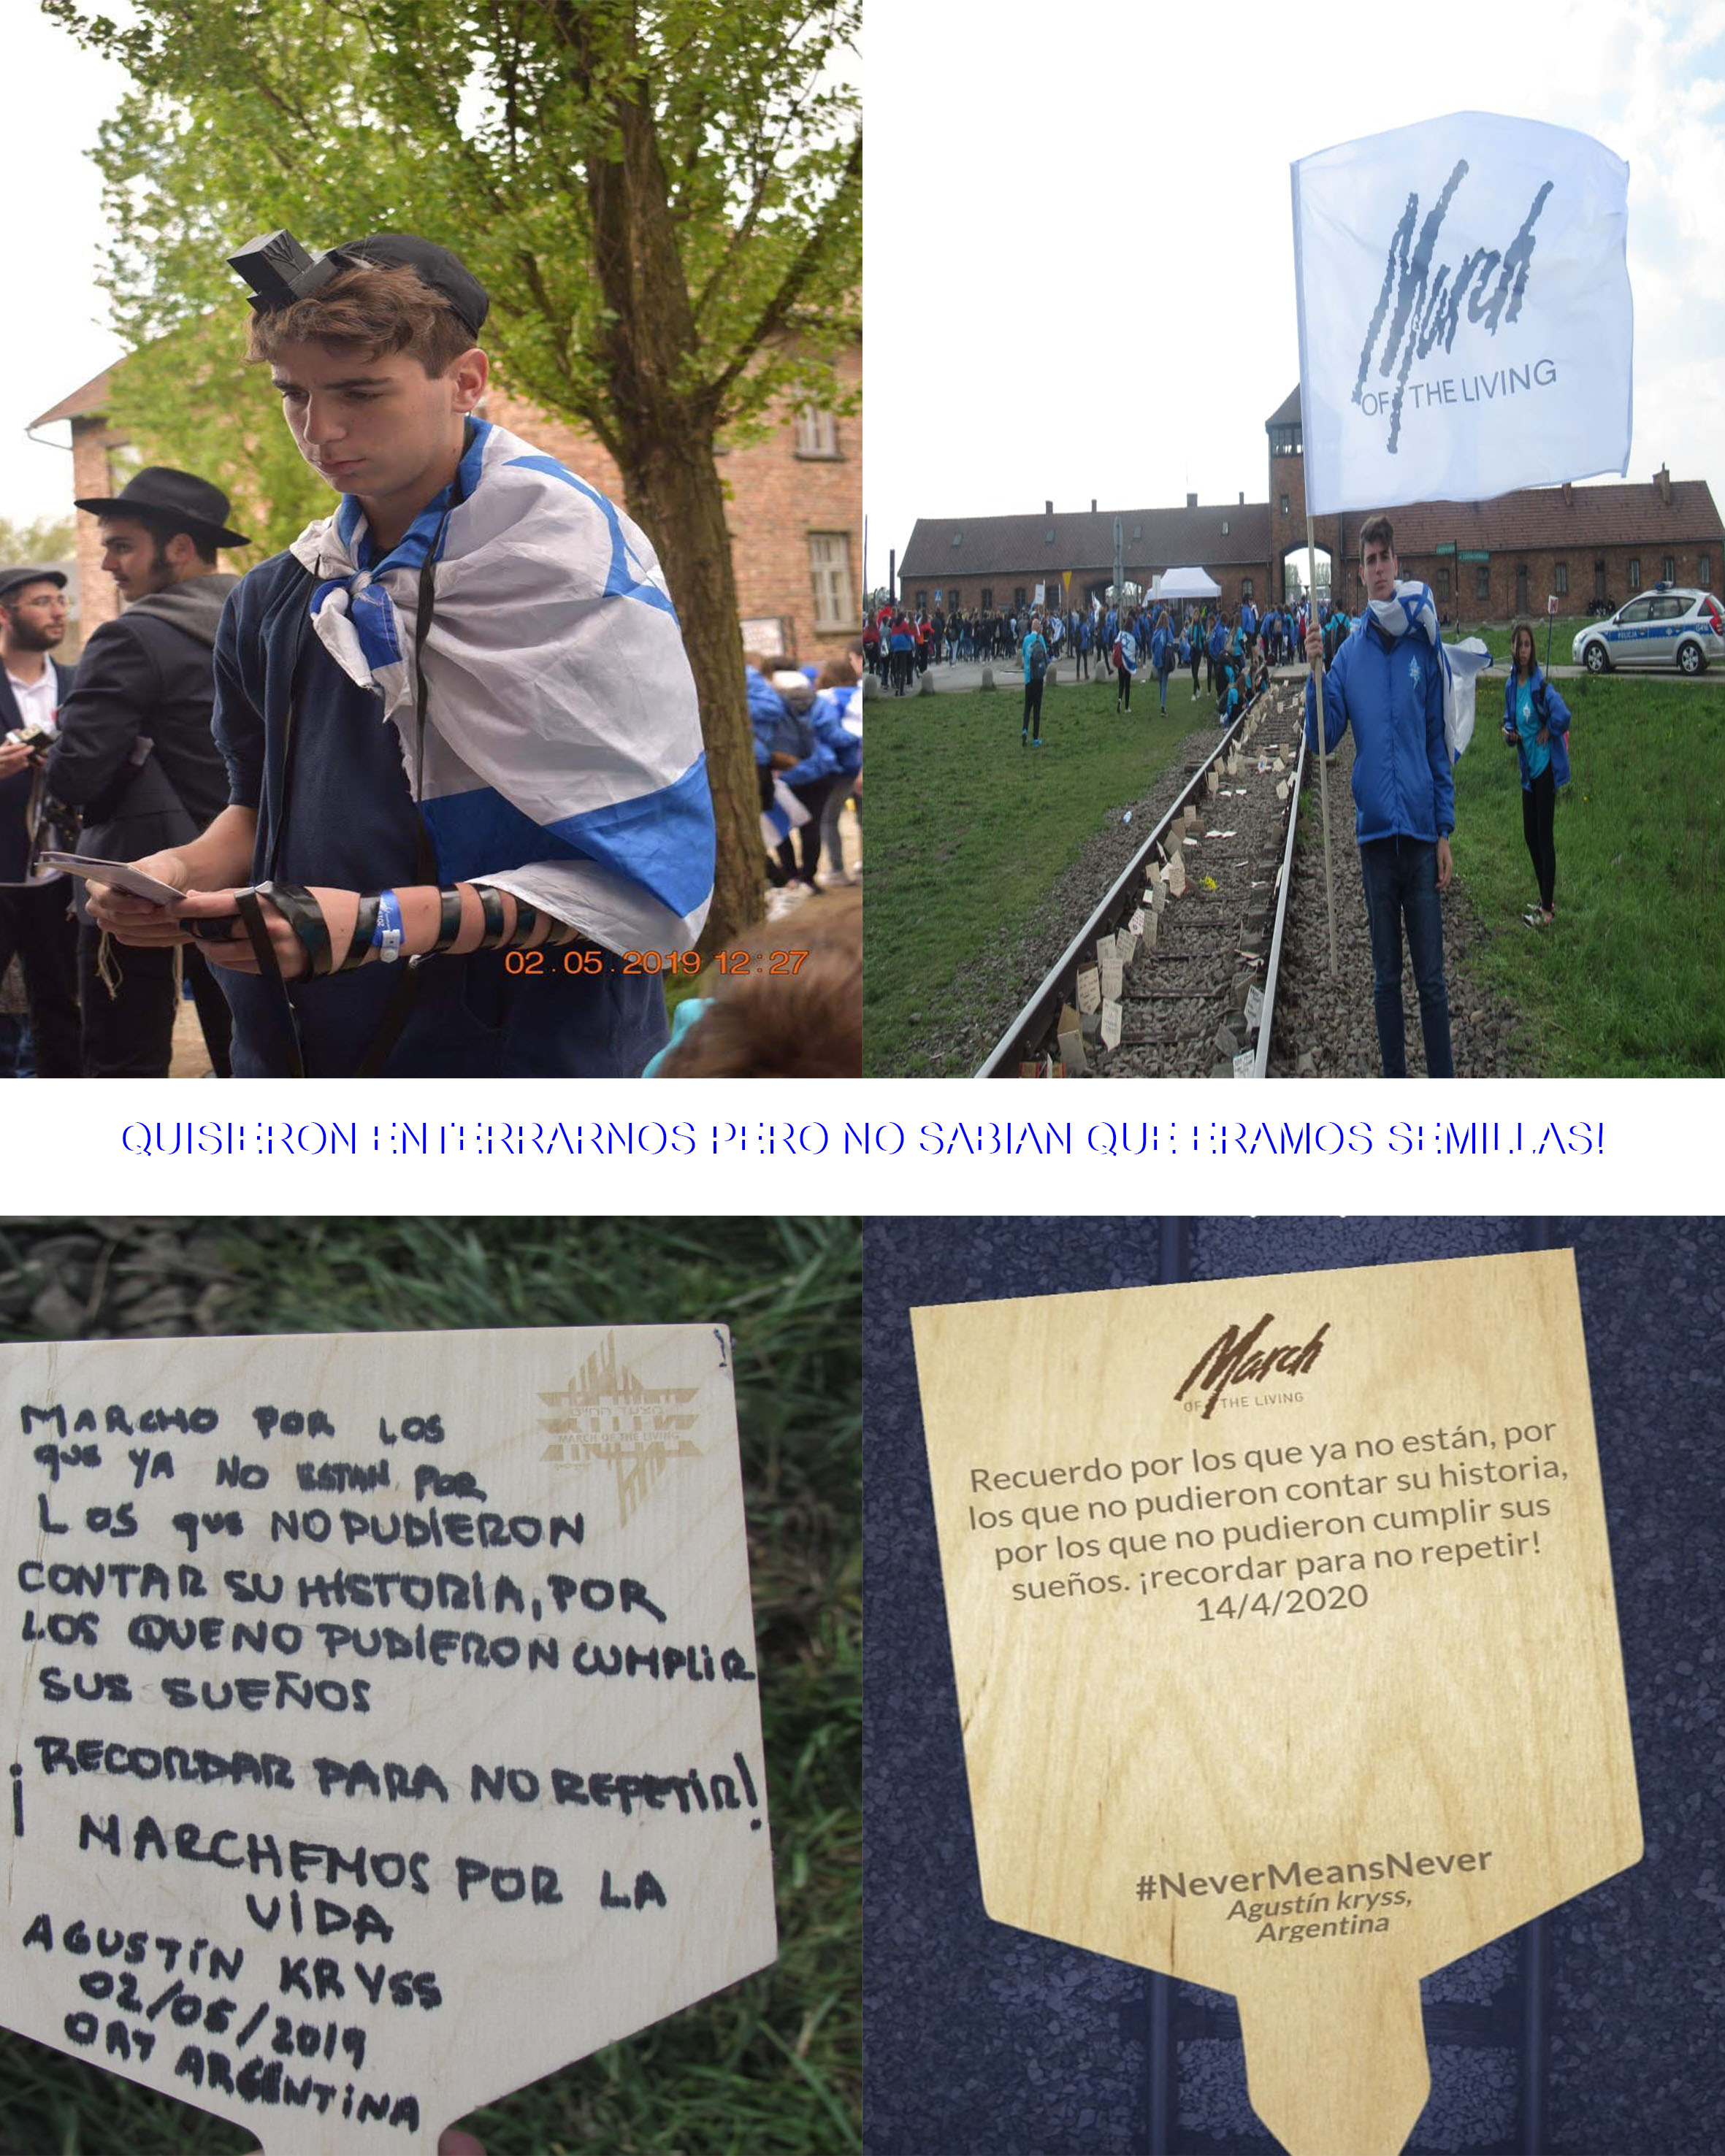 March
OF THE LIVING
POLICJA
02.05.2019 12:27
QUISIERON ENTERRARNOS PERO NO SABIAN QUE ERAMOS SEMILLAS!
MARCH OF THE LIVING
MARCHO POR LOS
que YA NO ESTAN, POR
LOS que NO PUDIERON
CONTAR SU HISTORIA, POR
LOS QUE NO PUDIERON CUMPLIR
SUS SUEÑOS
¡RECORDAR PARA NO REPETIR!
MARCHEMOS POR LA
VIDA
AGUSTÍN KRYSS
02/05/2019
ORT ARGENTINA
March
OF THE LIVING
Recuerdo por los que ya no están, por
los que no pudieron contar su historia,
por los que no pudieron cumplir sus
sueños. ¡recordar para no repetir!
14/4/2020
#NeverMeansNever
Agustín kryss,
Argentina